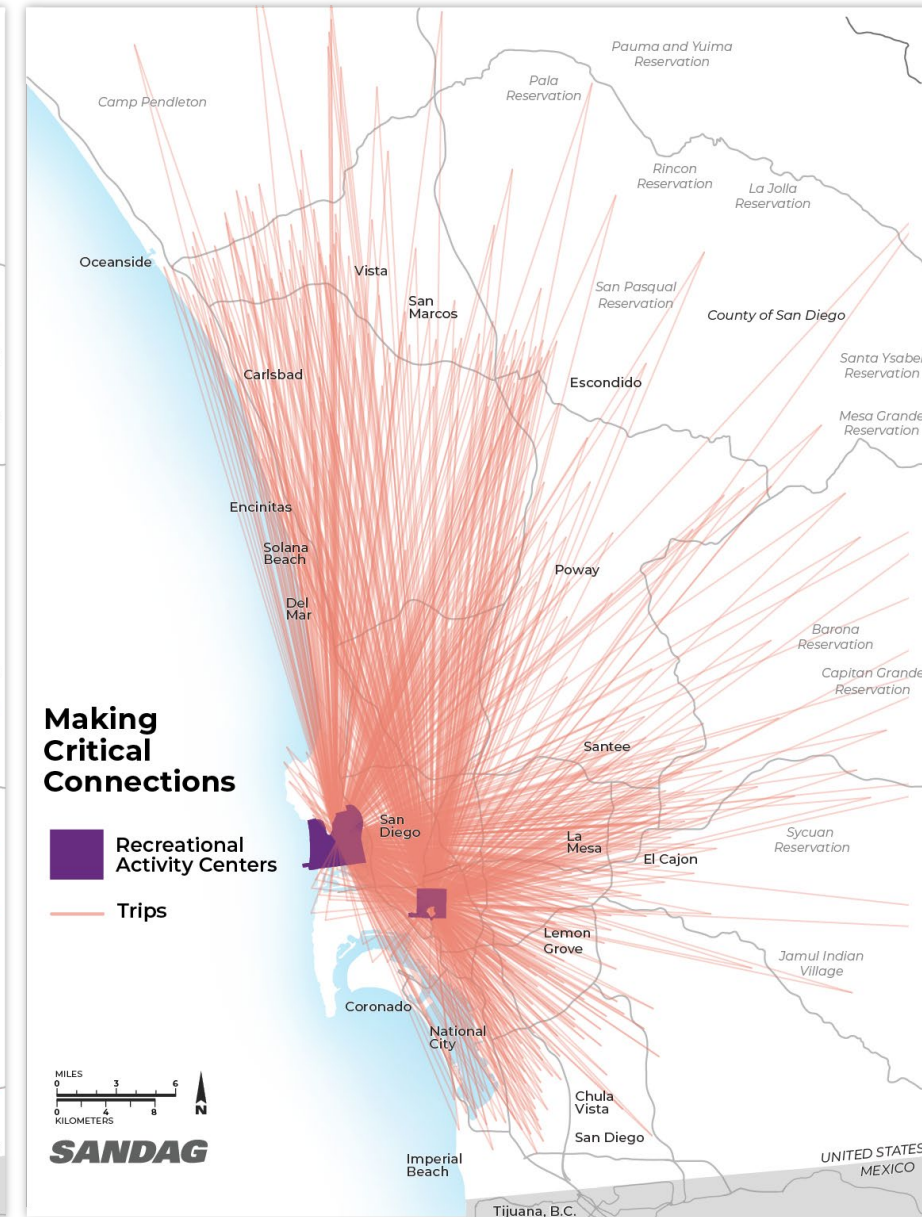 Pauma and Yuima
Reservation
Pala
Reservation
Camp Pendleton
Rincon
Reservation
La Jolla
Reservation
Oceanside
Vista
San
Marcos
San Pasqual
Reservation
County of San Diego
Santa Ysabe
Reservation
Carlsbad
Escondido
Mesa Grande
Reservation
Encinitas
Solana
Beach
Poway
Del
Mar
Barona
Reservation
Capitan Grande
Reservation
Making
Critical
Connections
Santee
Recreational
Activity Centers
San
Diego
La
Mesa
El Cajon
Sycuan
Reservation
Trips
Lemon
Grove
Jamul Indian
Village
Coronado
National
City
MILES
0 3 6
0 4 8
KILOMETERS
N
Chula
Vista
San Diego
SANDAG
Imperial
Beach
UNITED STATES
MEXICO
Tijuana, B.C.